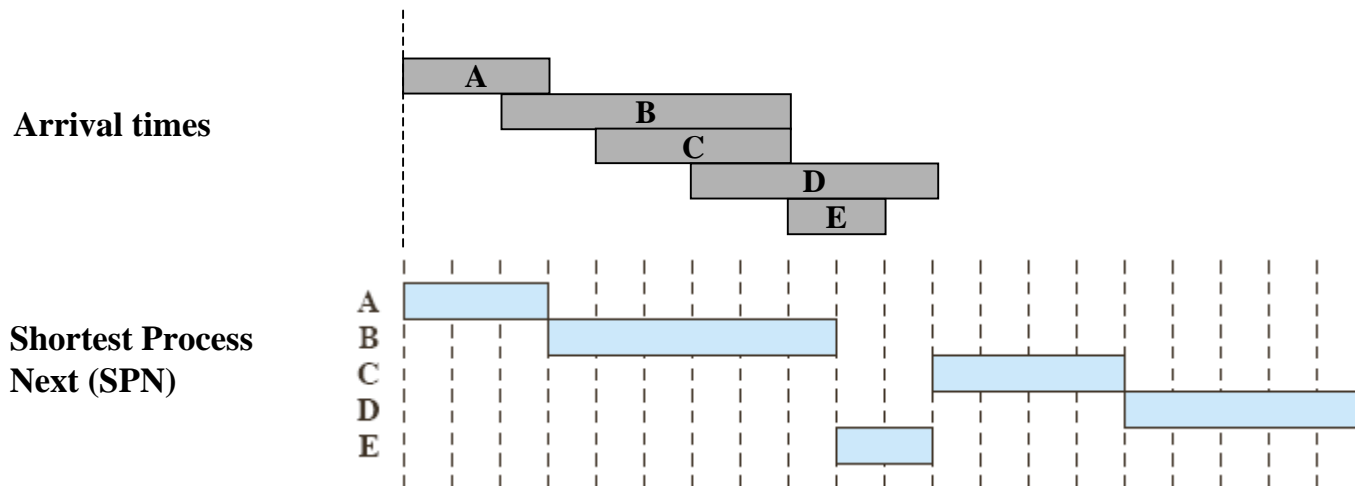 A
B
Arrival times
C
D
E
A
Shortest Process
B
Next (SPN)
C
D
E